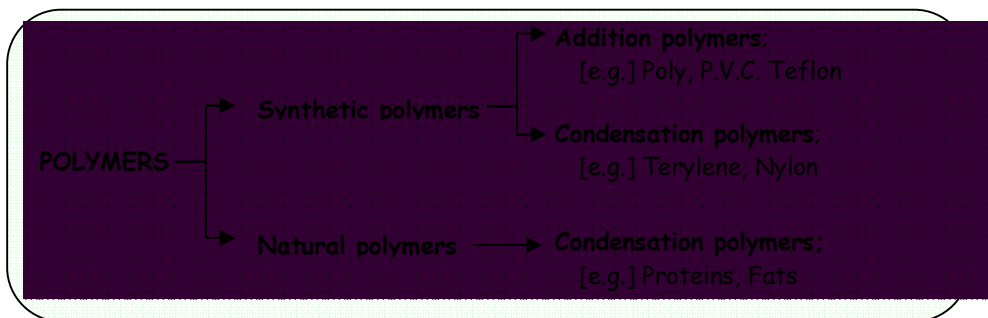 Addition polymers;
[e.g.] Poly, P.V.C. Teflon
Synthetic polymers
Condensation polymers;
[e.g.] Terylene, Nylon
POLYMERS
Natural polymers
Condensation polymers;
[e.g.] Proteins, Fats